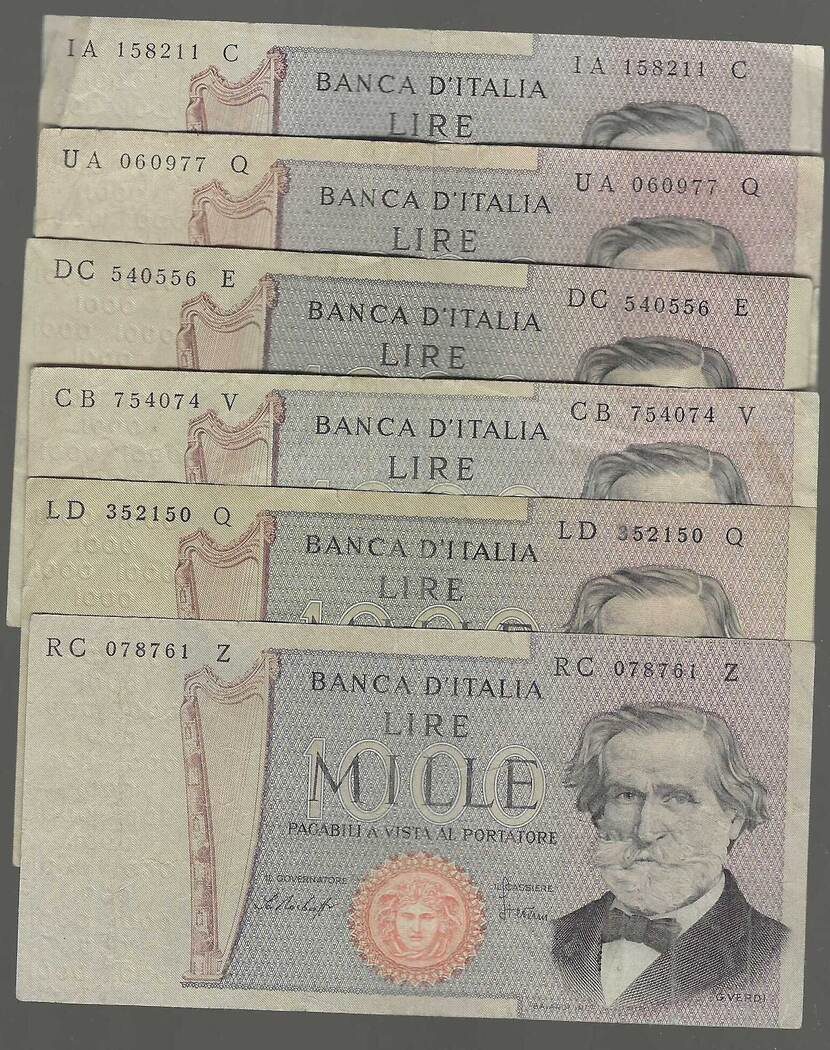 IA 158211 C
IA 158211 C
BANCA D'ITALIA
LIRE
UA 060977 Q
UA 060977 Q
BANCA D'ITALIA
LIRE
DC 540556 E
DC 540556 E
BANCA D'ITALIA
LIRE
CB 754074 V
CB 754074 V
BANCA D'ITALIA
LIRE
LD 352150 Q
LD 352150 Q
BANCA D'ITALIA
LIRE
1000
RC 078761 Z
RC 078761 Z
BANCA D'ITALIA
LIRE
1000
MILLE
PAGABILI A VISTA AL PORTATORE
IL GOVERNATORE
IL CASSIERE
G.VERDI